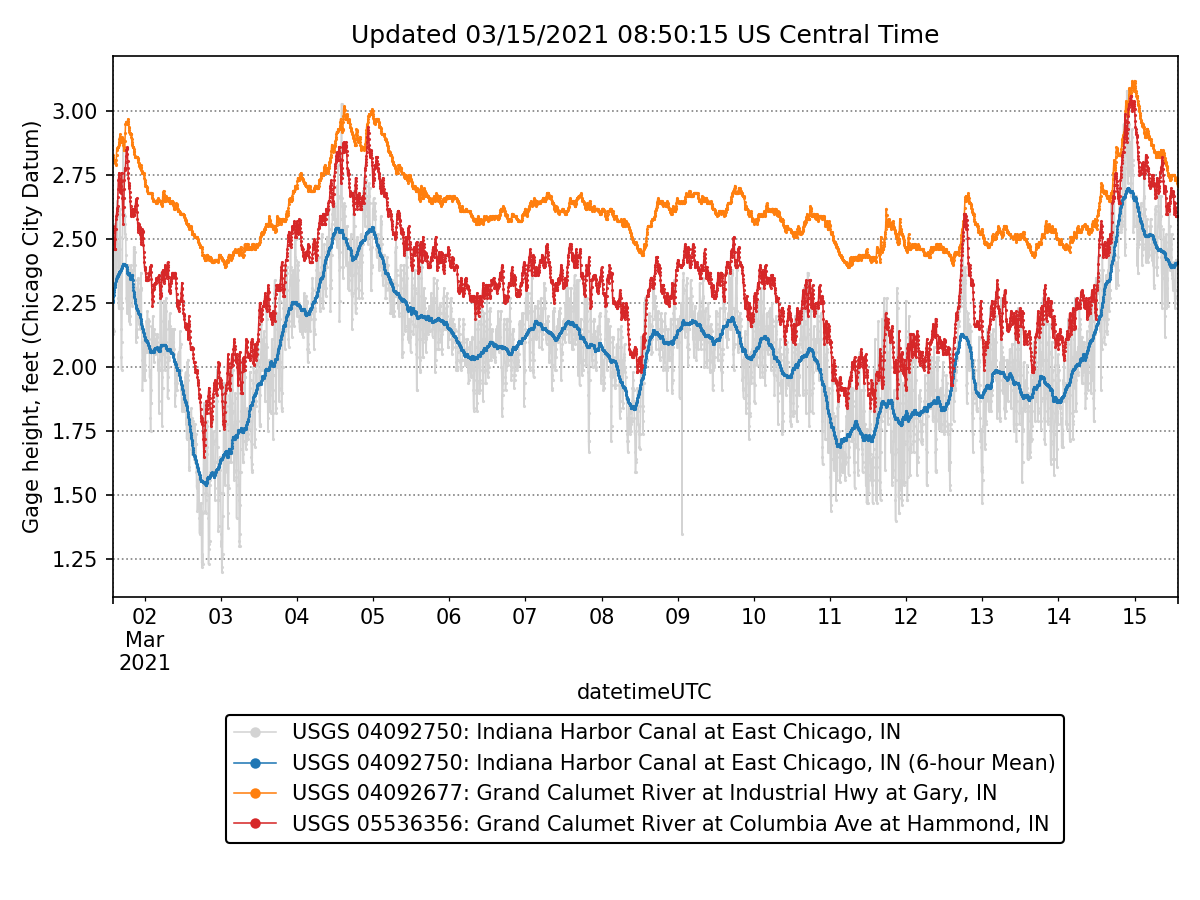 Updated 03/15/2021 08:50:15 US Central Time
Gage height, feet (Chicago City Datum)
3.00
2.75
2.50
2.25
2.00
1.75
1.50
1.25
02 03 04 05 06 07 08 09 10 11 12 13 14 15
Mar
2021
datetimeUTC
USGS 04092750: Indiana Harbor Canal at East Chicago, IN
USGS 04092750: Indiana Harbor Canal at East Chicago, IN (6-hour Mean)
USGS 04092677: Grand Calumet River at Industrial Hwy at Gary, IN
USGS 05536356: Grand Calumet River at Columbia Ave at Hammond, IN